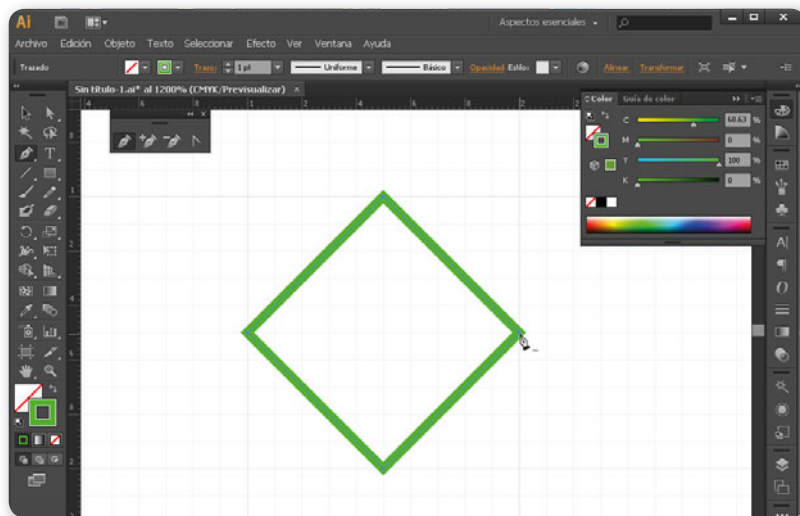 Ai
Aspectos esenciales
Archivo Edición Objeto Texto Seleccionar Efecto Ver Ventana Ayuda
Trazado Trazo: 1 pt Uniforme Básico Opacidad Estilo: Alinear Transformar
Sin título-1.ai* al 1200% (CMYK/Previsualizar) ×
Color Guía de color
C 60.63 %
M 0 %
Y 100 %
K 0 %